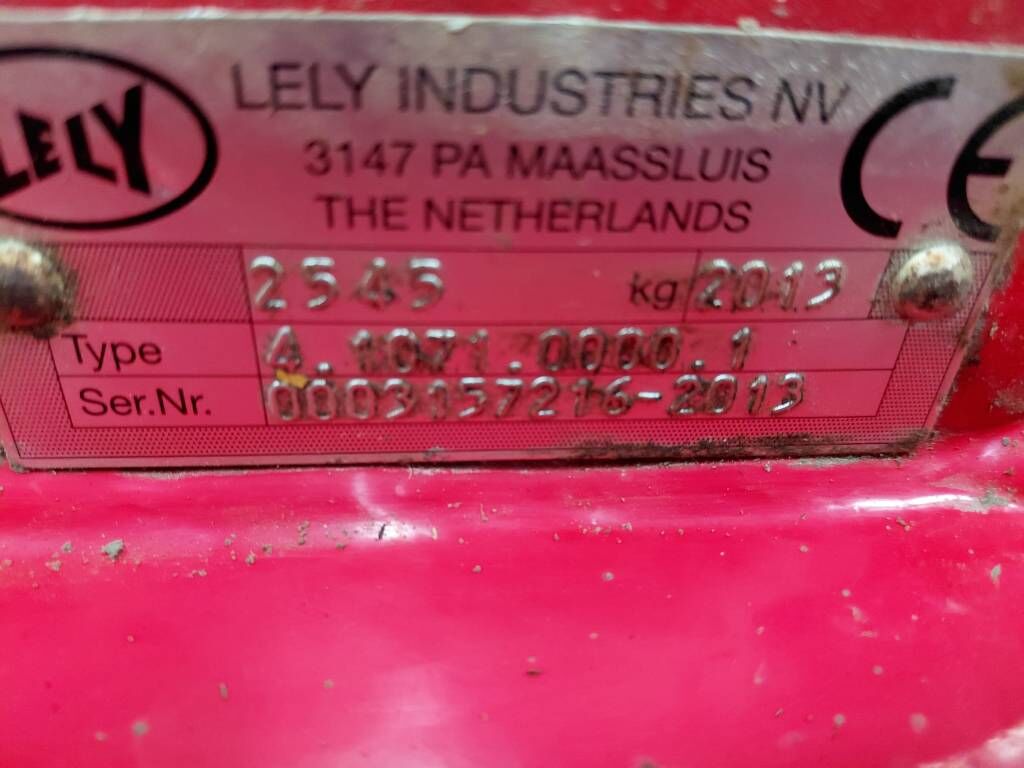 LELY
LELY INDUSTRIES NV
3147 PA MAASSLUIS
THE NETHERLANDS
CE
2545 kg 2013
Type 4.1071.0000.1
Ser.Nr. 0003157216-2013